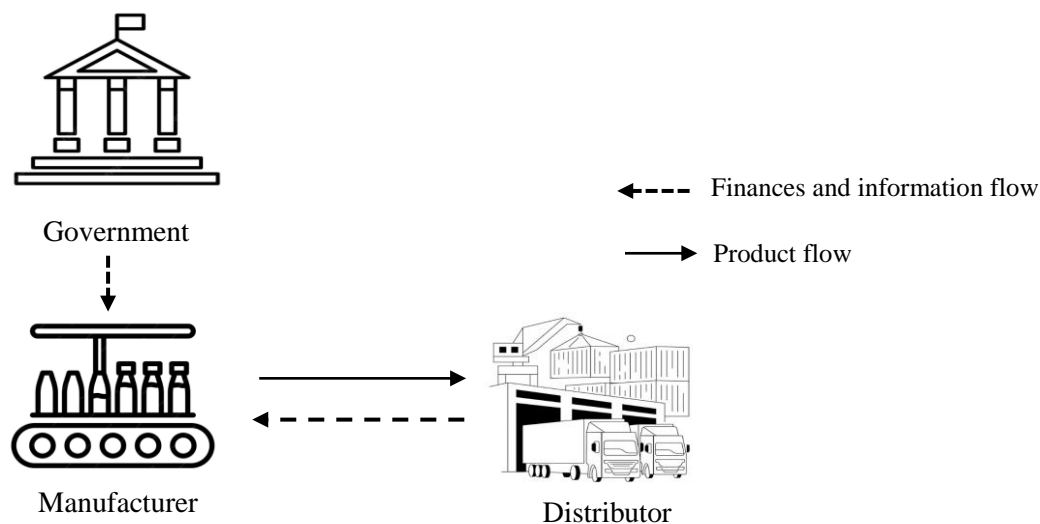 Finances and information flow
Government
Product flow
Manufacturer
Distributor